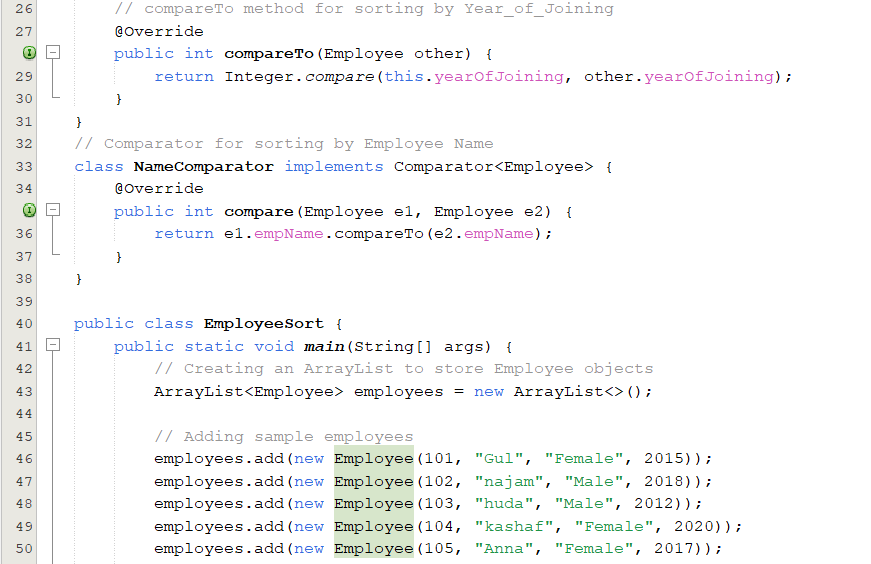 26 // compareTo method for sorting by Year_of_Joining
27 @Override
public int compareTo(Employee other) {
29 return Integer.compare(this.yearOfJoining, other.yearOfJoining);
30 }
31 }
32 // Comparator for sorting by Employee Name
33 class NameComparator implements Comparator<Employee> {
34 @Override
public int compare(Employee e1, Employee e2) {
36 return e1.empName.compareTo(e2.empName);
37 }
38 }
39
40 public class EmployeeSort {
41 public static void main(String[] args) {
42 // Creating an ArrayList to store Employee objects
43 ArrayList<Employee> employees = new ArrayList<>();
44
45 // Adding sample employees
46 employees.add(new Employee(101, "Gul", "Female", 2015));
47 employees.add(new Employee(102, "najam", "Male", 2018));
48 employees.add(new Employee(103, "huda", "Male", 2012));
49 employees.add(new Employee(104, "kashaf", "Female", 2020));
50 employees.add(new Employee(105, "Anna", "Female", 2017));